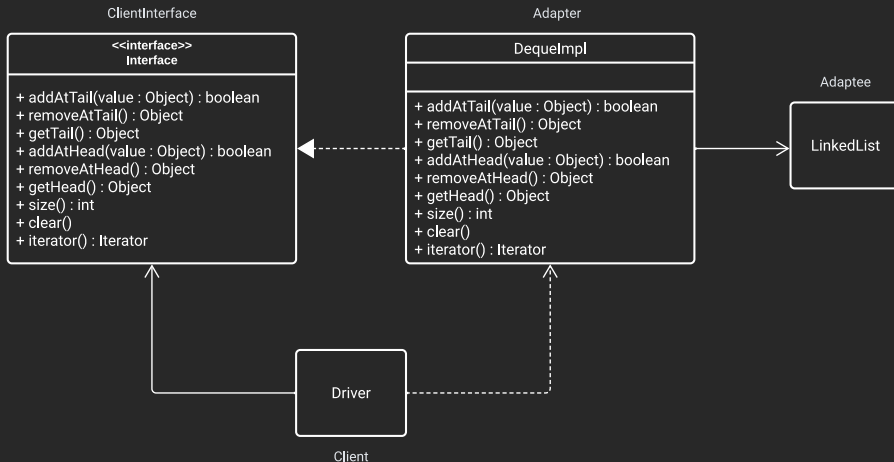 ClientInterface
<<interface>>
Interface
+ addAtTail(value : Object) : boolean
+ removeAtTail() : Object
+ getTail() : Object
+ addAtHead(value : Object) : boolean
+ removeAtHead() : Object
+ getHead() : Object
+ size() : int
+ clear()
+ iterator() : Iterator
Adapter
DequeImpl
+ addAtTail(value : Object) : boolean
+ removeAtTail() : Object
+ getTail() : Object
+ addAtHead(value : Object) : boolean
+ removeAtHead() : Object
+ getHead() : Object
+ size() : int
+ clear()
+ iterator() : Iterator
Adaptee
LinkedList
Driver
Client